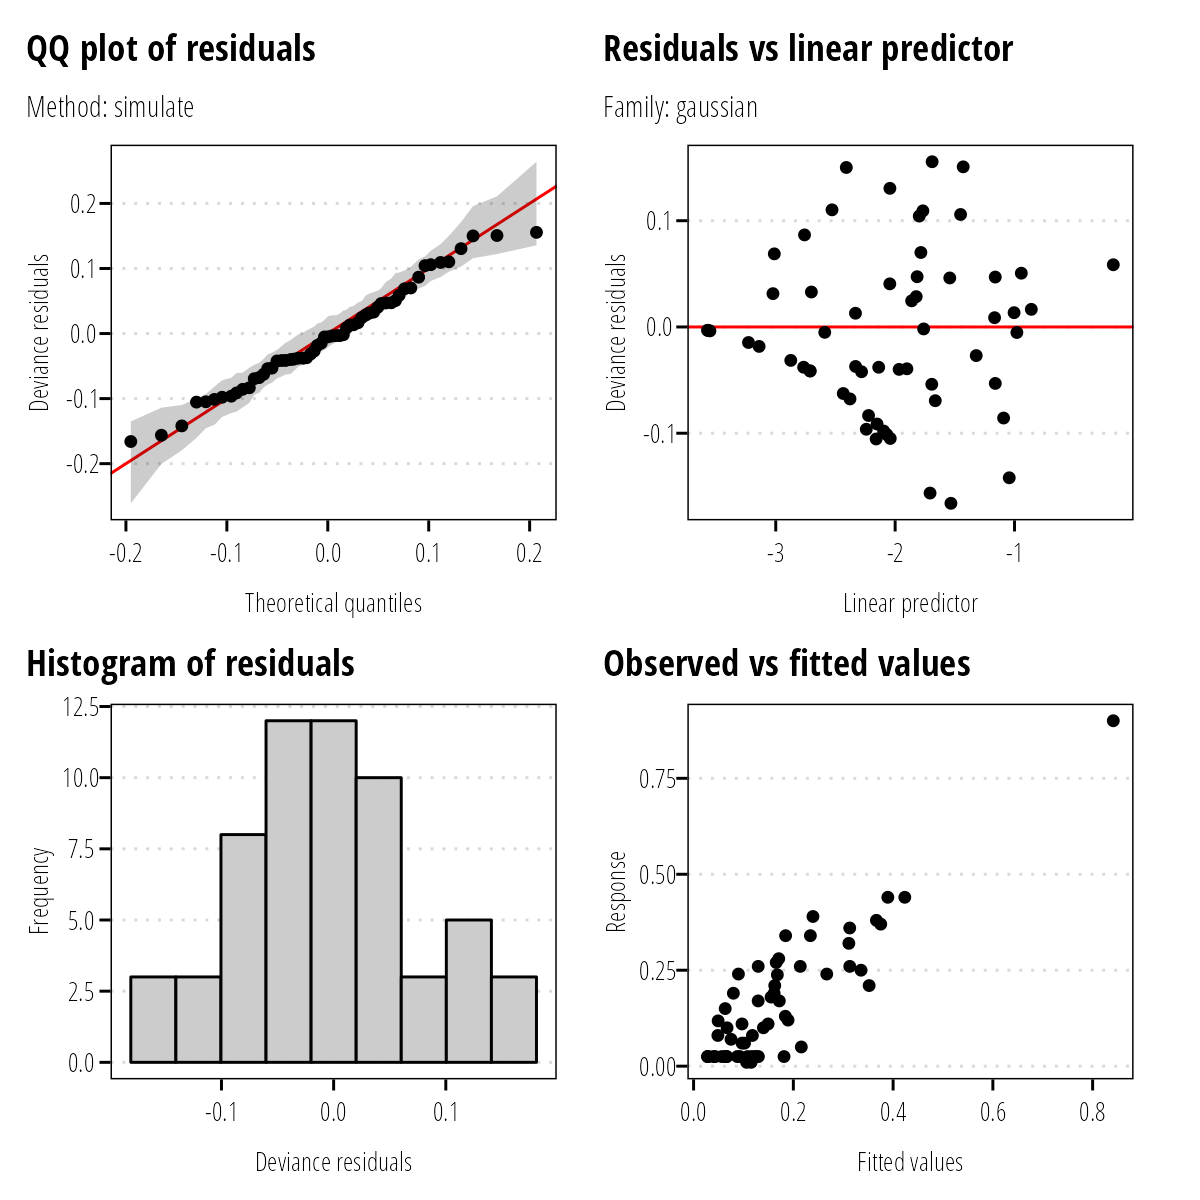 QQ plot of residuals
Method: simulate
Deviance residuals
0.2
0.1
0.0
-0.1
-0.2
-0.2 -0.1 0.0 0.1 0.2
Theoretical quantiles
Residuals vs linear predictor
Family: gaussian
Deviance residuals
0.1
0.0
-0.1
-3 -2 -1
Linear predictor
Histogram of residuals
Frequency
12.5
10.0
7.5
5.0
2.5
0.0
-0.1 0.0 0.1
Deviance residuals
Observed vs fitted values
Response
0.75
0.50
0.25
0.00
0.0 0.2 0.4 0.6 0.8
Fitted values